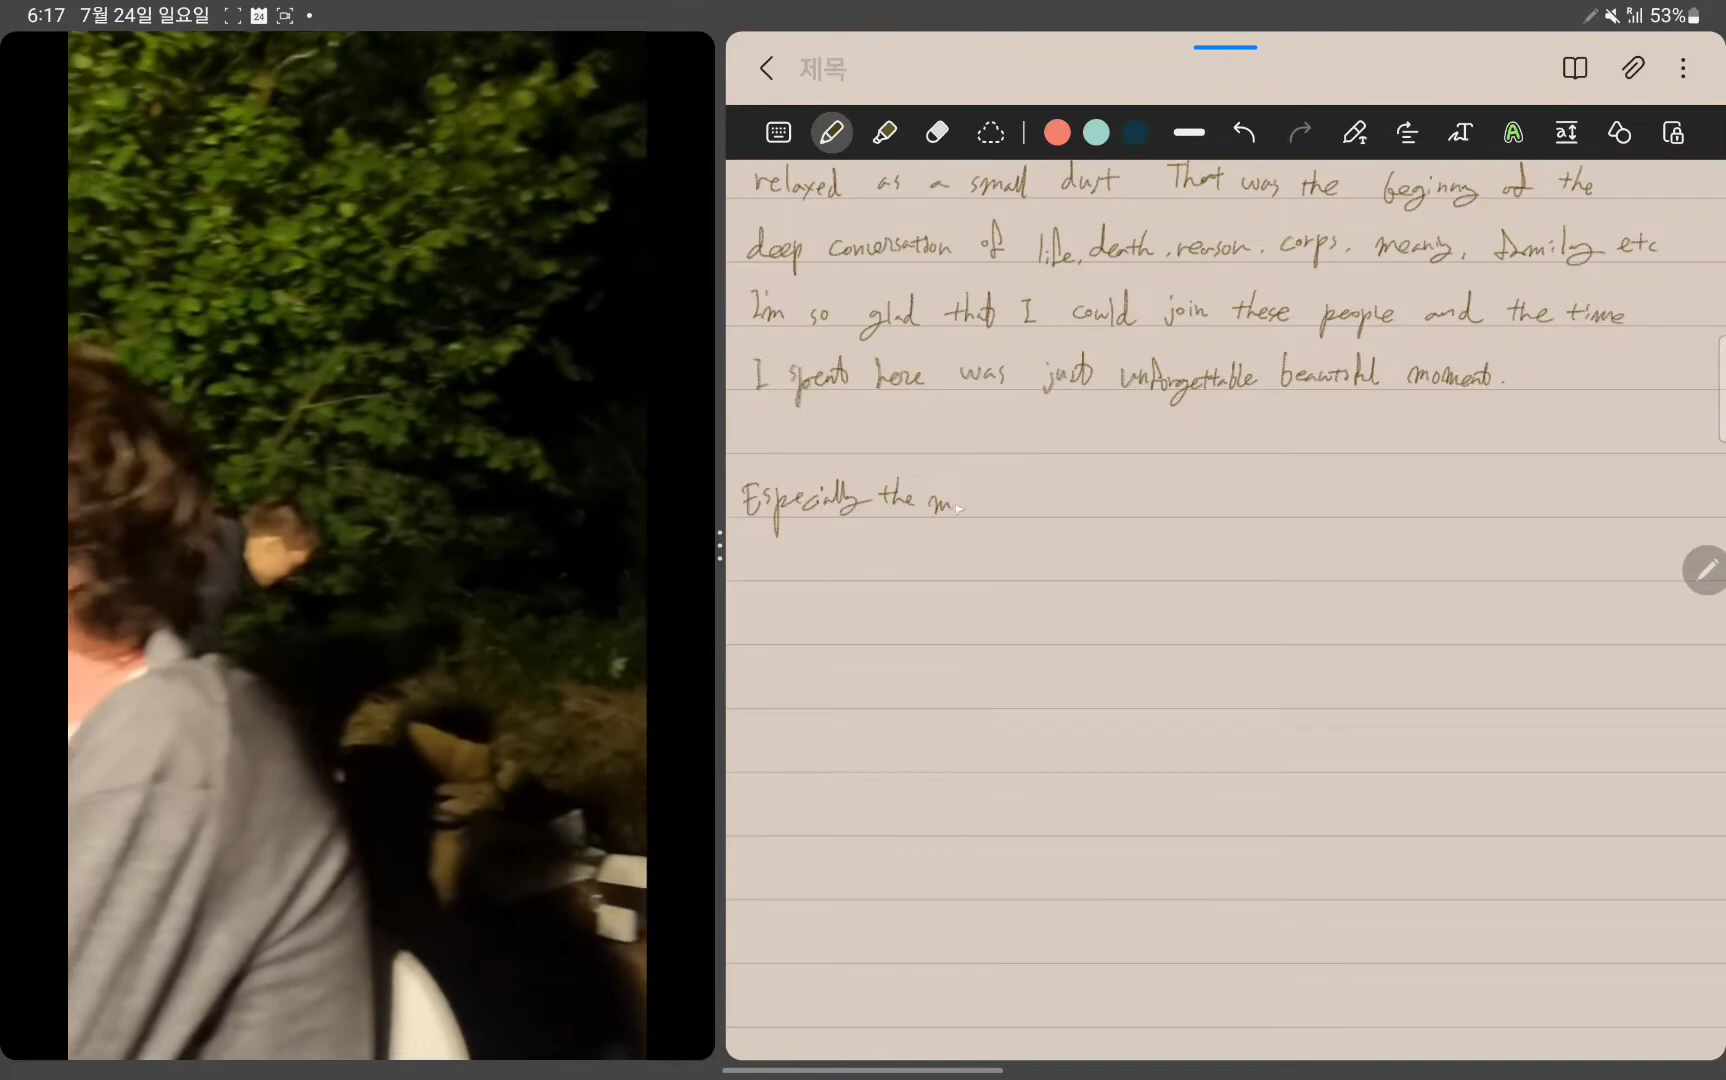 6:17 7월 24일 일요일 24 53%
제목
relaxed as a small dust That was the beginny of the
deep conversation of life, death, reason, corps, meaning, family etc
I'm so glad that I could join these people and the time
I spent here was just unforgettable beautiful moment.
Especially the m